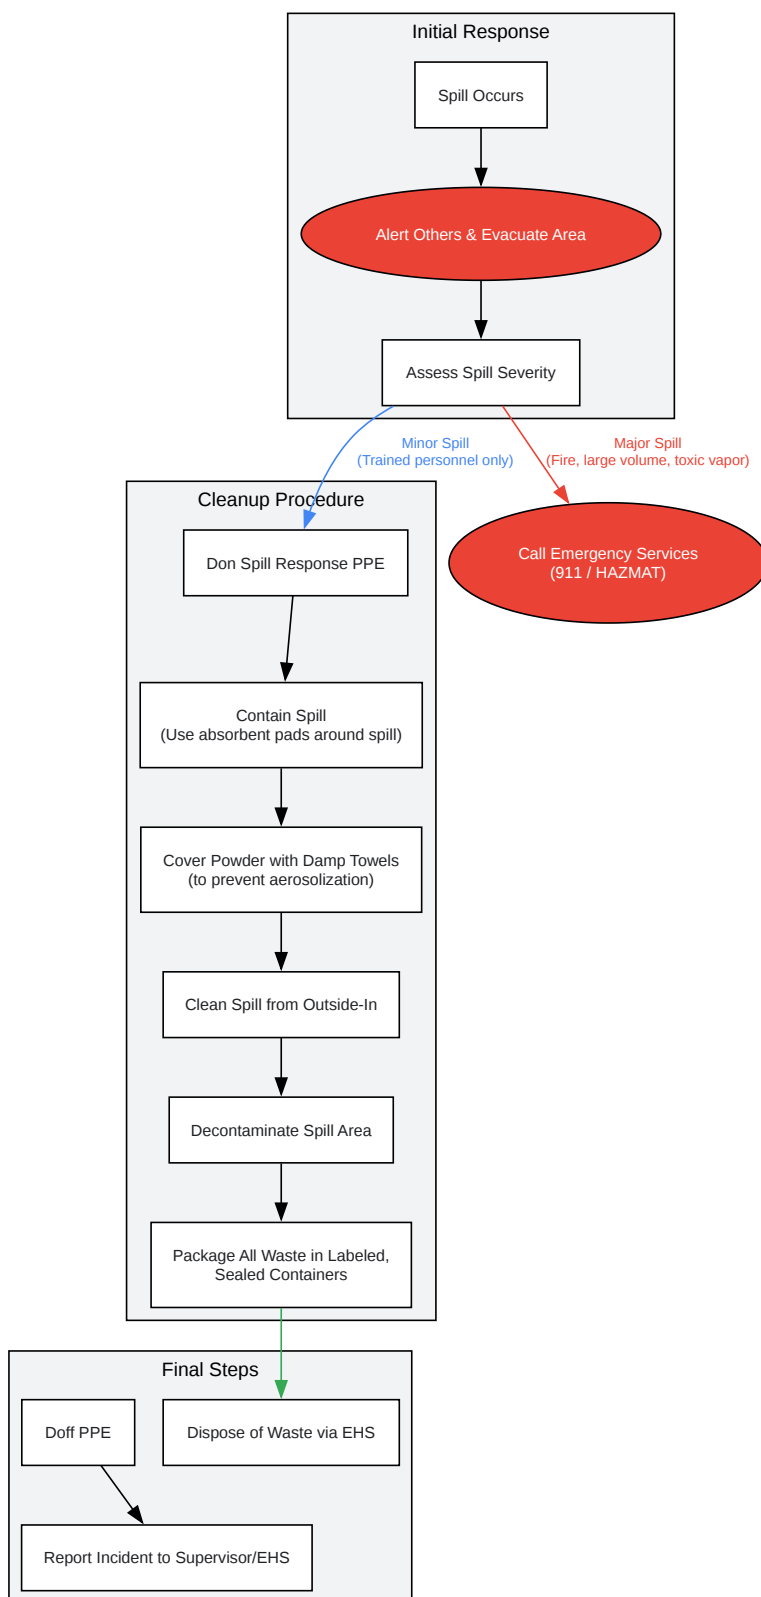 Initial Response
Spill Occurs
Alert Others & Evacuate Area
Assess Spill Severity
Minor Spill
(Trained personnel only)
Major Spill
(Fire, large volume, toxic vapor)
Cleanup Procedure
Don Spill Response PPE
Call Emergency Services
(911 / HAZMAT)
Contain Spill
(Use absorbent pads around spill)
Cover Powder with Damp Towels
(to prevent aerosolization)
Clean Spill from Outside-In
Decontaminate Spill Area
Package All Waste in Labeled,
Sealed Containers
Final Steps
Doff PPE
Dispose of Waste via EHS
Report Incident to Supervisor/EHS